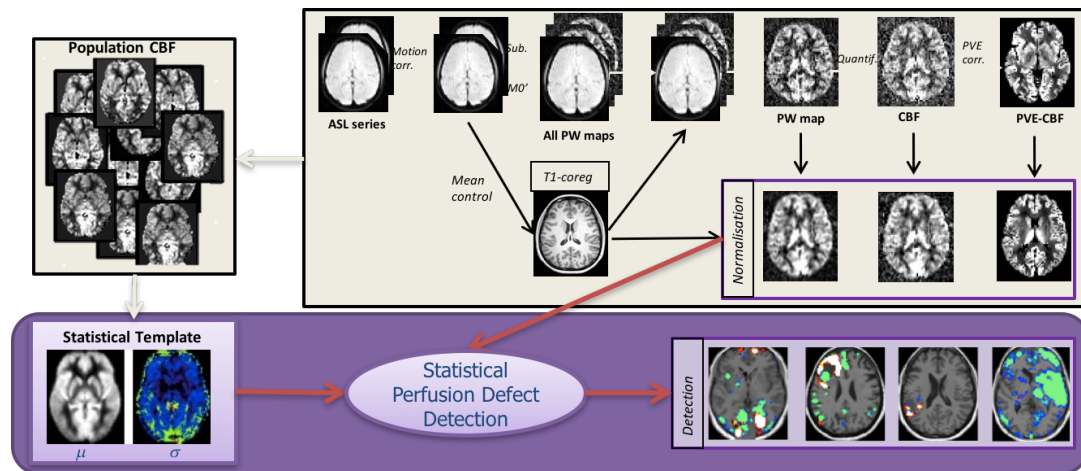 Population CBF
ASL series
Motion
corr.
Sub.
M0'
All PW maps
PW map
Quantif.
CBF
PVE
corr.
PVE-CBF
Mean
control
T1-coreg
Normalisation
Statistical Template
μ
σ
Statistical
Perfusion Defect
Detection
Detection